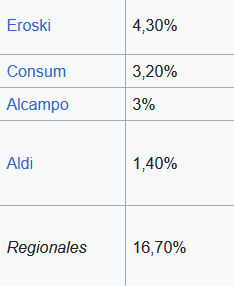 Eroski 4,30%
Consum 3,20%
Alcampo 3%
Aldi 1,40%
Regionales 16,70%